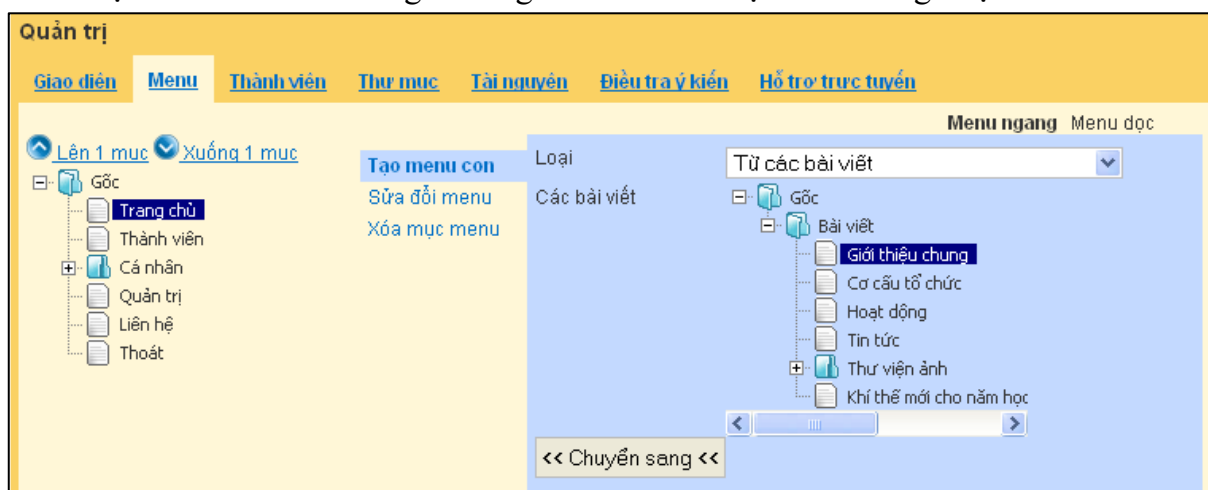 Quản trị
Giao diện Menu Thành viên Thư mục Tài nguyên Điều tra ý kiến Hỗ trợ trực tuyến
Menu ngang Menu dọc
Lên 1 mục Xuống 1 mục
Gốc
Trang chủ
Thành viên
Cá nhân
Quản trị
Liên hệ
Thoát
Tạo menu con
Sửa đổi menu
Xóa mục menu
Loại Từ các bài viết
Các bài viết
Gốc
Bài viết
Giới thiệu chung
Cơ cấu tổ chức
Hoạt dộng
Tin tức
Thư viện ảnh
Khí thế mới cho năm học
<< Chuyển sang <<